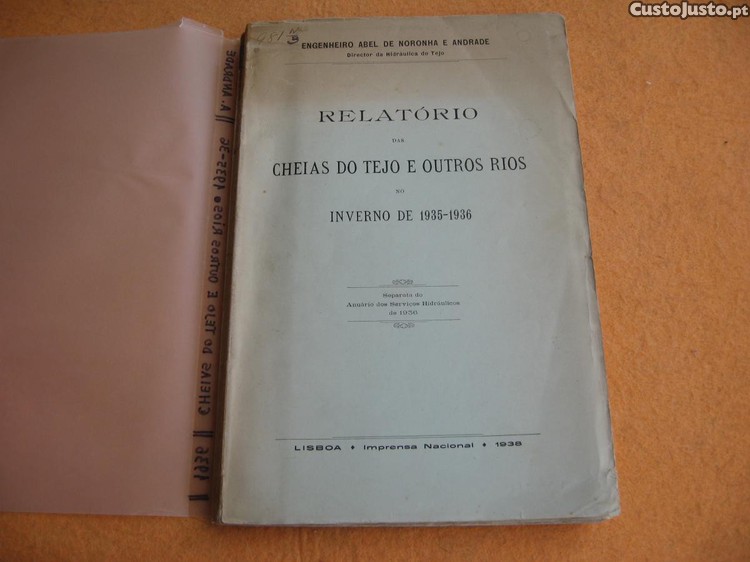 CustoJusto.pt
ENGENHEIRO ABEL DE NORONHA E ANDRADE
Director da Hidráulica do Tejo
RELATÓRIO
DAS
CHEIAS DO TEJO E OUTROS RIOS
NO
INVERNO DE 1935-1936
Separata do
Anuário dos Serviços Hidráulicos
de 1936
LISBOA • Imprensa Nacional • 1938
1936 || CHEIAS DO TEJO E OUTROS RIOS • 1935-36 || A. ANDRADE